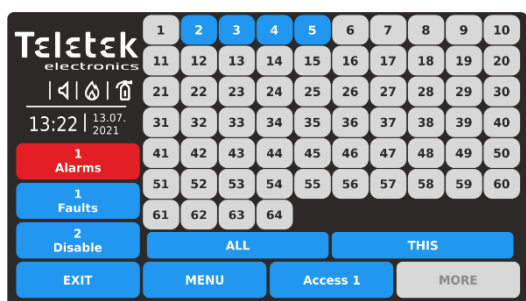 Teletek
electronics
13:22 13.07.
2021
1
Alarms
1
Faults
2
Disable
EXIT
1 2 3 4 5 6 7 8 9 10
11 12 13 14 15 16 17 18 19 20
21 22 23 24 25 26 27 28 29 30
31 32 33 34 35 36 37 38 39 40
41 42 43 44 45 46 47 48 49 50
51 52 53 54 55 56 57 58 59 60
61 62 63 64
ALL THIS
MENU Access 1 MORE